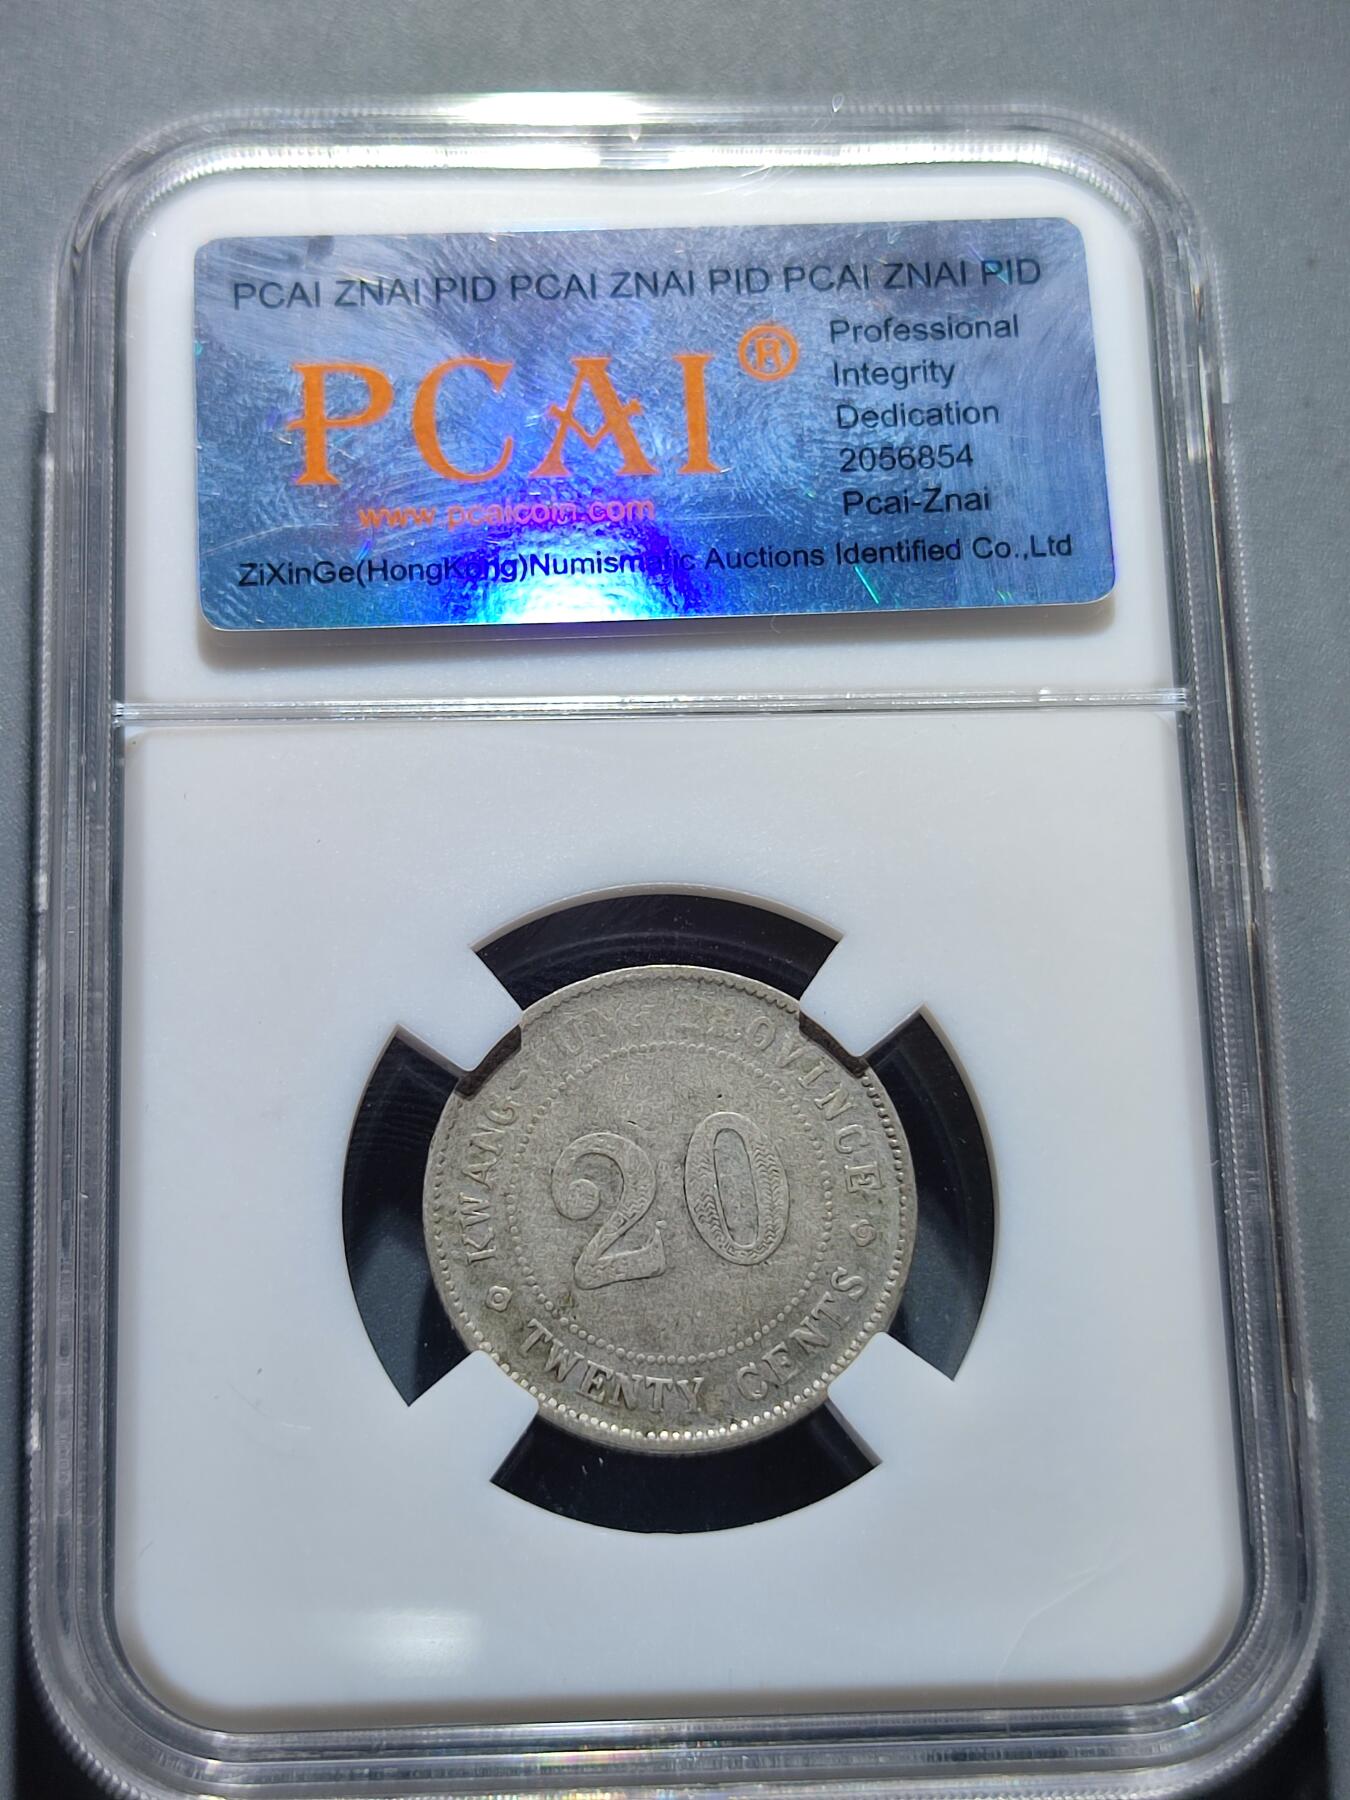 PCAI ZNAI PID PCAI ZNAI PID PCAI ZNAI PID
PCAI®
www.pcaicoin.com
Professional
Integrity
Dedication
2056854
Pcai-Znai
ZiXinGe(HongKong)Numismatic Auctions Identified Co.,Ltd
KWANG-TUNG PROVINCE
20
TWENTY CENTS